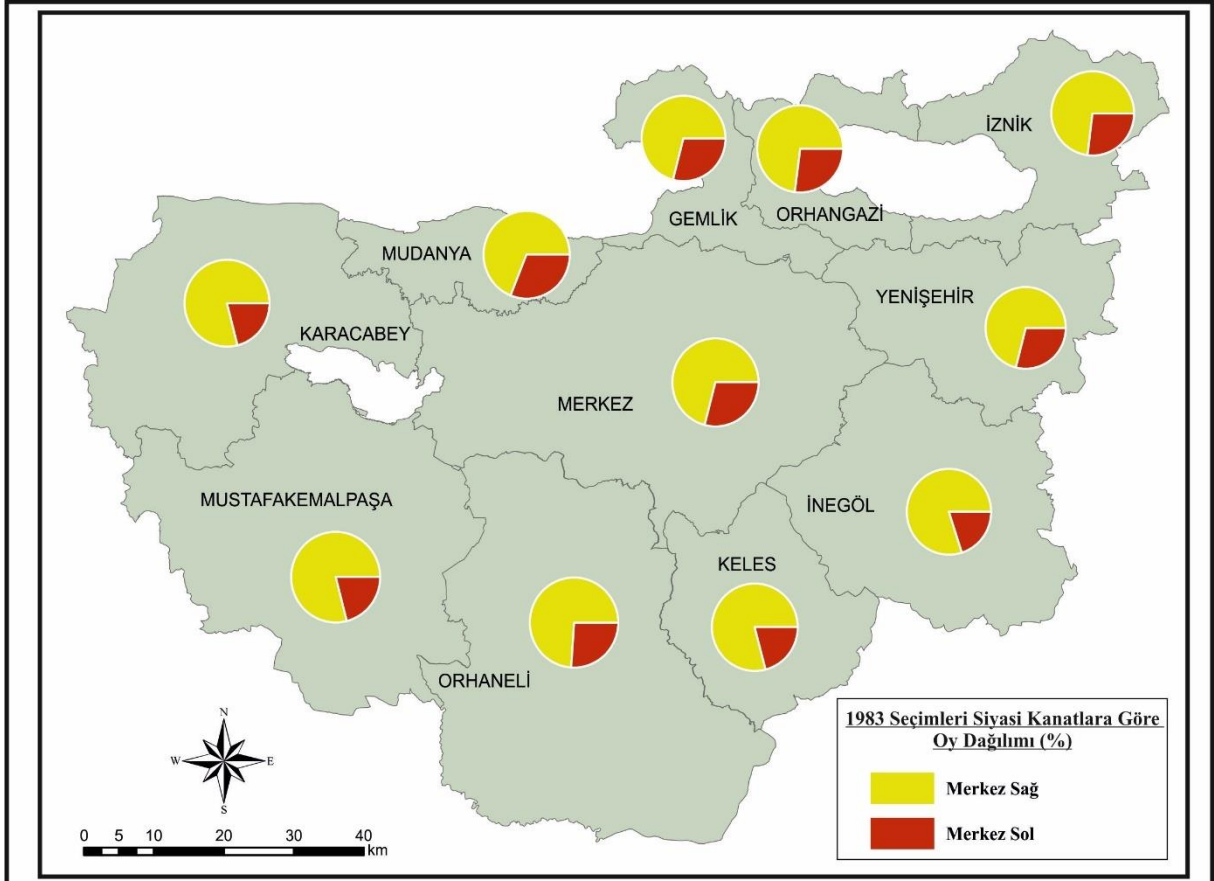 İZNİK
GEMLİK
ORHANGAZİ
MUDANYA
YENİŞEHİR
KARACABEY
MERKEZ
MUSTAFAKEMALPAŞA
İNEGÖL
KELES
ORHANELİ
N
W E
S
0 5 10 20 30 40
km
1983 Seçimleri Siyasi Kanatlara Göre
Oy Dağılımı (%)
Merkez Sağ
Merkez Sol